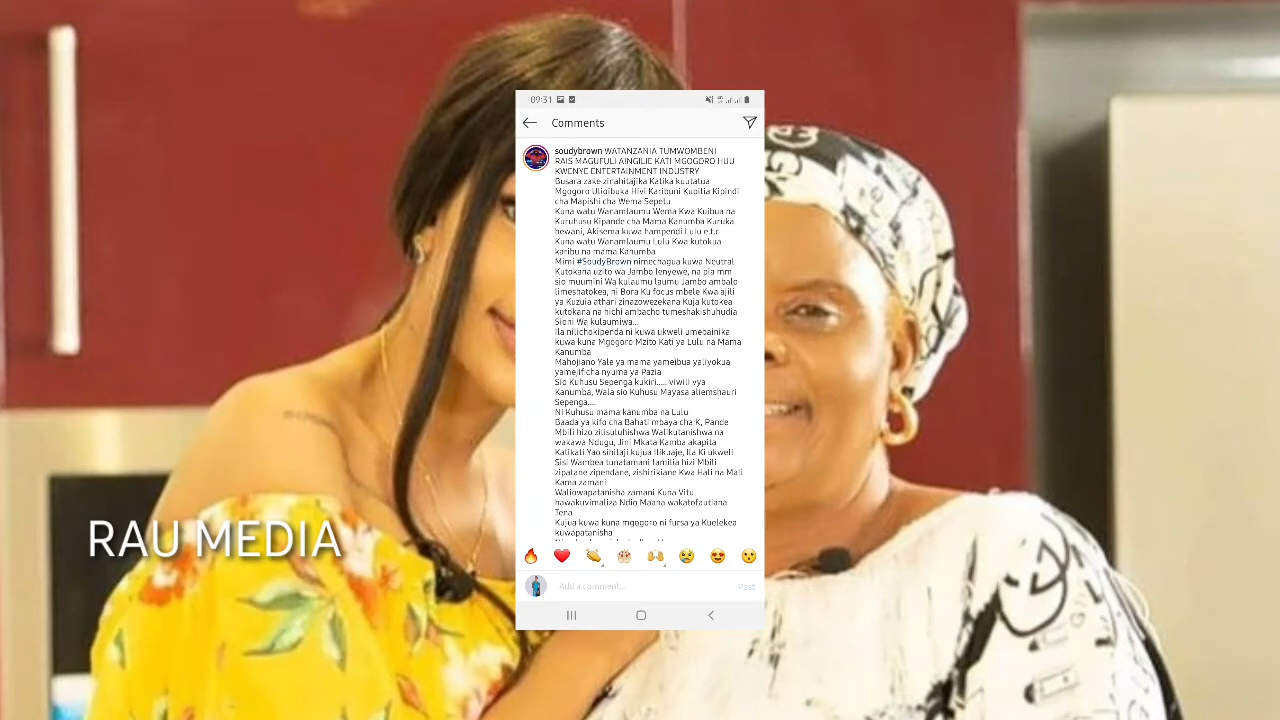 09:31
Comments
soudybrown WATANZANIA TUMWOMBENI
RAIS MAGUFULI AINGILIE KATI MGOGORO HUU
KWENYE ENTERTAINMENT INDUSTRY
Busara zake zinahitajika Katika kuutatua
Mgogoro Ulioibuka Hivi Karibuni Kupitia Kipindi
cha Mapishi cha Wema Sepetu
Kuna watu Wanamlaumu Wema Kwa Kuibua na
Kuruhusu Kipande cha Mama Kanumba Kuruka
hewani, Akisema kuwa hampendi Lulu e.t.c
Kuna watu Wanamlaumu Lulu Kwa kutokua
karibu na mama Kanumba
Mimi #SoudyBrown nimechagua kuwa Neutral
Kutokana uzito wa Jambo lenyewe, na pia mm
sio muumini Wa kulaumu laumu Jambo ambalo
limeshatokea, ni Bora Ku focus mbele Kwa ajili
ya Kuzuia athari zinazowezekana Kuja kutokea
kutokana na hichi ambacho tumeshakishuhudia
Sioni Wa kulaumiwa...
Ila nilichokipenda ni kuwa ukweli umebainika
kuwa kuna Mgogoro Mzito Kati ya Lulu na Mama
Kanumba
Mahojiano Yale ya mama yameibua yaliyokua
yamejificha nyuma ya Pazia
Sio Kuhusu Sepenga kukiri..... viwili vya
Kanumba, Wala sio Kuhusu Mayasa aliemshauri
Sepenga....
Ni Kuhusu mama kanumba na Lulu
Baada ya kifo cha Bahati mbaya cha K, Pande
Mbili hizo zilisuluhishwa Walikutanishwa na
wakawa Ndugu, Jini Mkata Kamba akapita
Katikati Yao sihitaji kujua Ilikuaje, Ila Ki ukweli
Sisi Wambea tunatamani familia hizi Mbili
zipatane zipendane, zishirikiane Kwa Hali na Mali
Kama zamani
Waliowapatanisha zamani Kuna Vitu
hawakuvimaliza Ndio Maana wakatofautiana
Tena
Kujua kuwa kuna mgogoro ni fursa ya Kuelekea
kuwapatanisha
Add a comment...
Post
RAU MEDIA